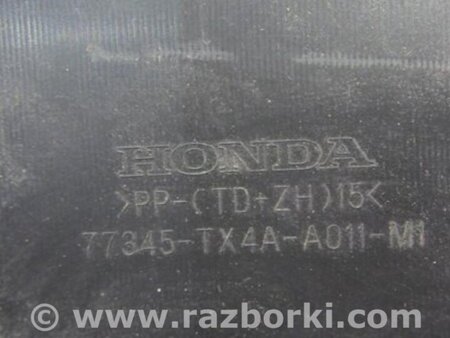 HONDA
>PP-(TD+ZH)15<
77345-TX4A-A011-M1
© www.razborki.com